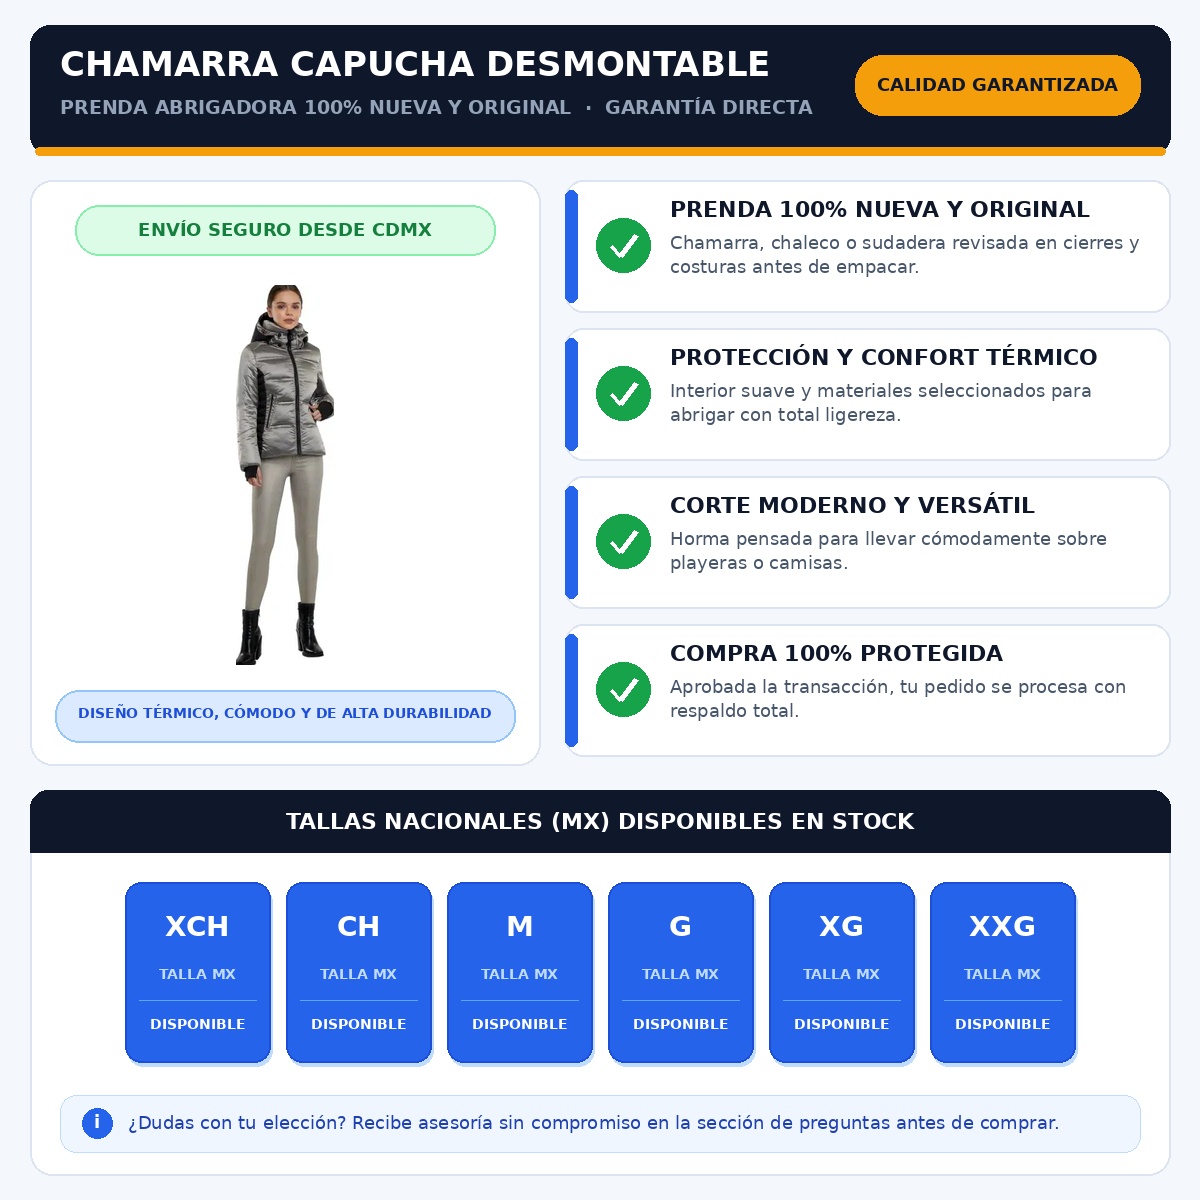 CHAMARRA CAPUCHA DESMONTABLE
PRENDA ABRIGADORA 100% NUEVA Y ORIGINAL · GARANTÍA DIRECTA
CALIDAD GARANTIZADA
ENVÍO SEGURO DESDE CDMX
DISEÑO TÉRMICO, CÓMODO Y DE ALTA DURABILIDAD
PRENDA 100% NUEVA Y ORIGINAL
Chamarra, chaleco o sudadera revisada en cierres y
costuras antes de empacar.
PROTECCIÓN Y CONFORT TÉRMICO
Interior suave y materiales seleccionados para
abrigar con total ligereza.
CORTE MODERNO Y VERSÁTIL
Horma pensada para llevar cómodamente sobre
playeras o camisas.
COMPRA 100% PROTEGIDA
Aprobada la transacción, tu pedido se procesa con
respaldo total.
TALLAS NACIONALES (MX) DISPONIBLES EN STOCK
XCH
TALLA MX
DISPONIBLE
CH
TALLA MX
DISPONIBLE
M
TALLA MX
DISPONIBLE
G
TALLA MX
DISPONIBLE
XG
TALLA MX
DISPONIBLE
XXG
TALLA MX
DISPONIBLE
i
¿Dudas con tu elección? Recibe asesoría sin compromiso en la sección de preguntas antes de comprar.